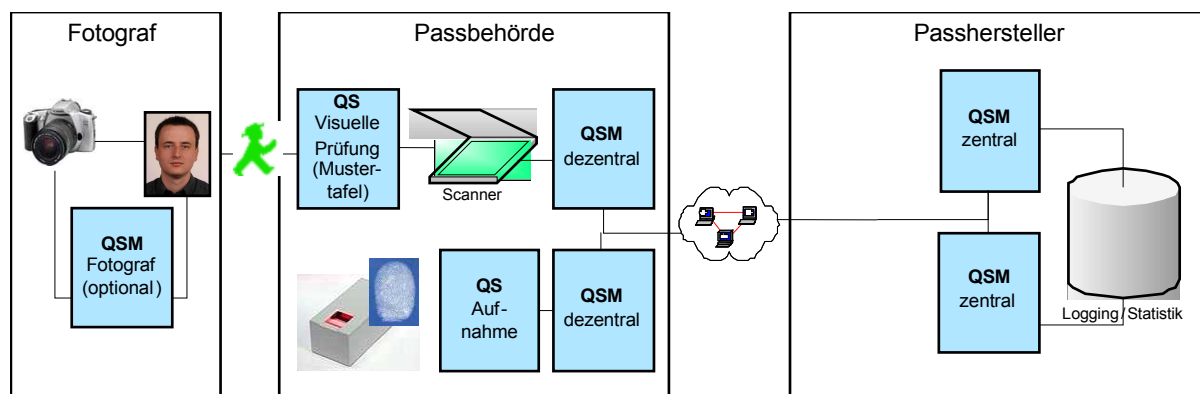 Fotograf
QSM
Fotograf
(optional)
Passbehörde
QS
Visuelle
Prüfung
(Muster-
tafel)
Scanner
QSM
dezentral
QS
Auf-
nahme
QSM
dezentral
Passhersteller
QSM
zentral
QSM
zentral
Logging / Statistik